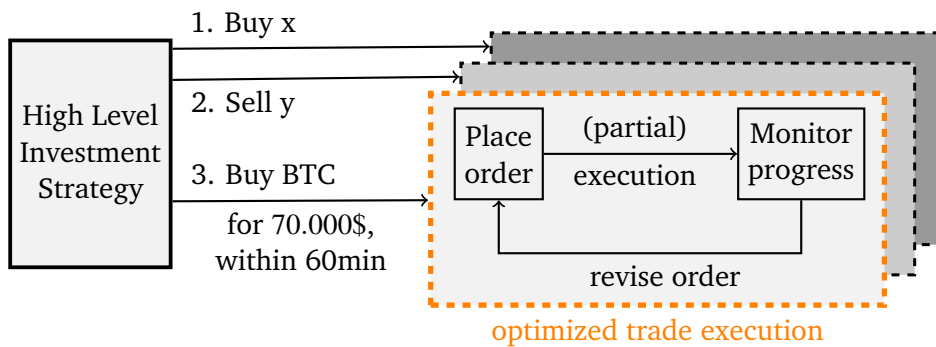 High Level
Investment
Strategy
1. Buy x
2. Sell y
3. Buy BTC
for 70.000$,
within 60min
Place
order
(partial)
execution
Monitor
progress
revise order
optimized trade execution